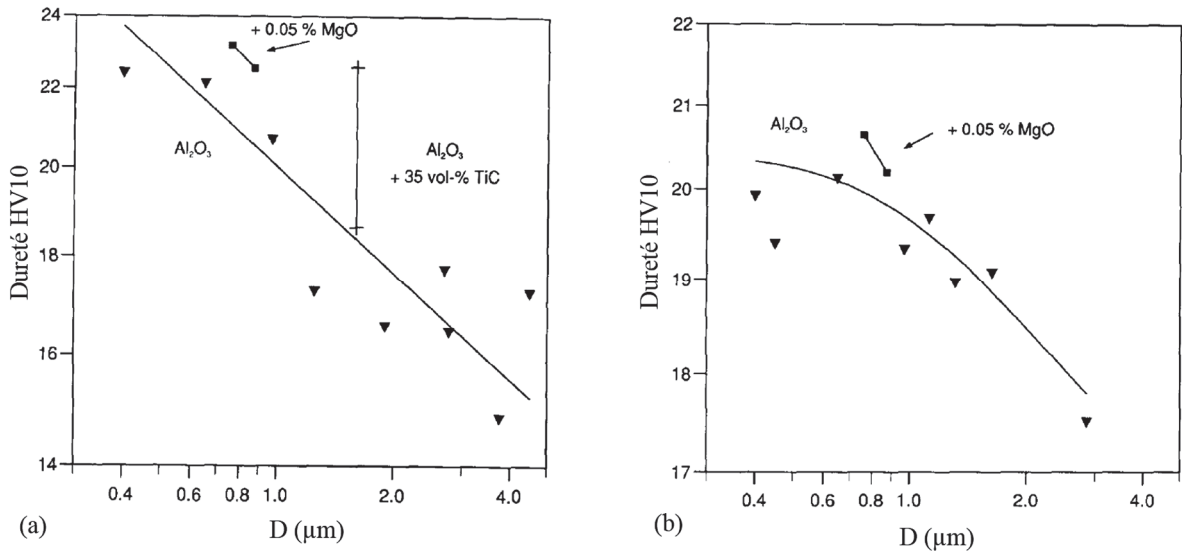 24
22
20
18
16
14
Dureté HV10
+ 0.05 % MgO
Al₂O₃
Al₂O₃
+ 35 vol-% TiC
0.4
0.6
0.8
1.0
2.0
4.0
(a)
D (µm)
22
21
20
19
18
17
Dureté HV10
Al₂O₃
+ 0.05 % MgO
0.4
0.6
0.8
1.0
2.0
4.0
(b)
D (µm)